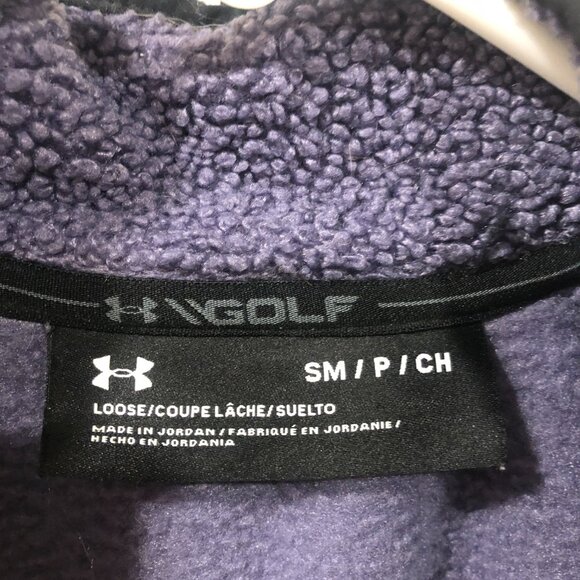 \\GOLF
SM / P / CH
LOOSE/COUPE LÂCHE/SUELTO
MADE IN JORDAN / FABRIQUÉ EN JORDANIE /
HECHO EN JORDANIA